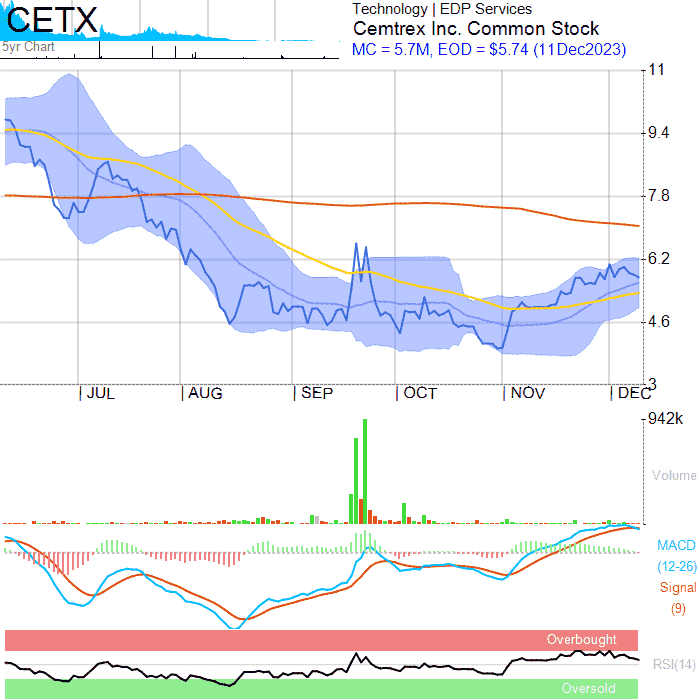 CETX
5yr Chart
Technology | EDP Services
Cemtrex Inc. Common Stock
MC = 5.7M, EOD = $5.74 (11Dec2023)
11
9.4
7.8
6.2
4.6
3
JUL AUG SEP OCT NOV DEC
942k
Volume
MACD
(12-26)
Signal
(9)
Overbought
RSI(14)
Oversold